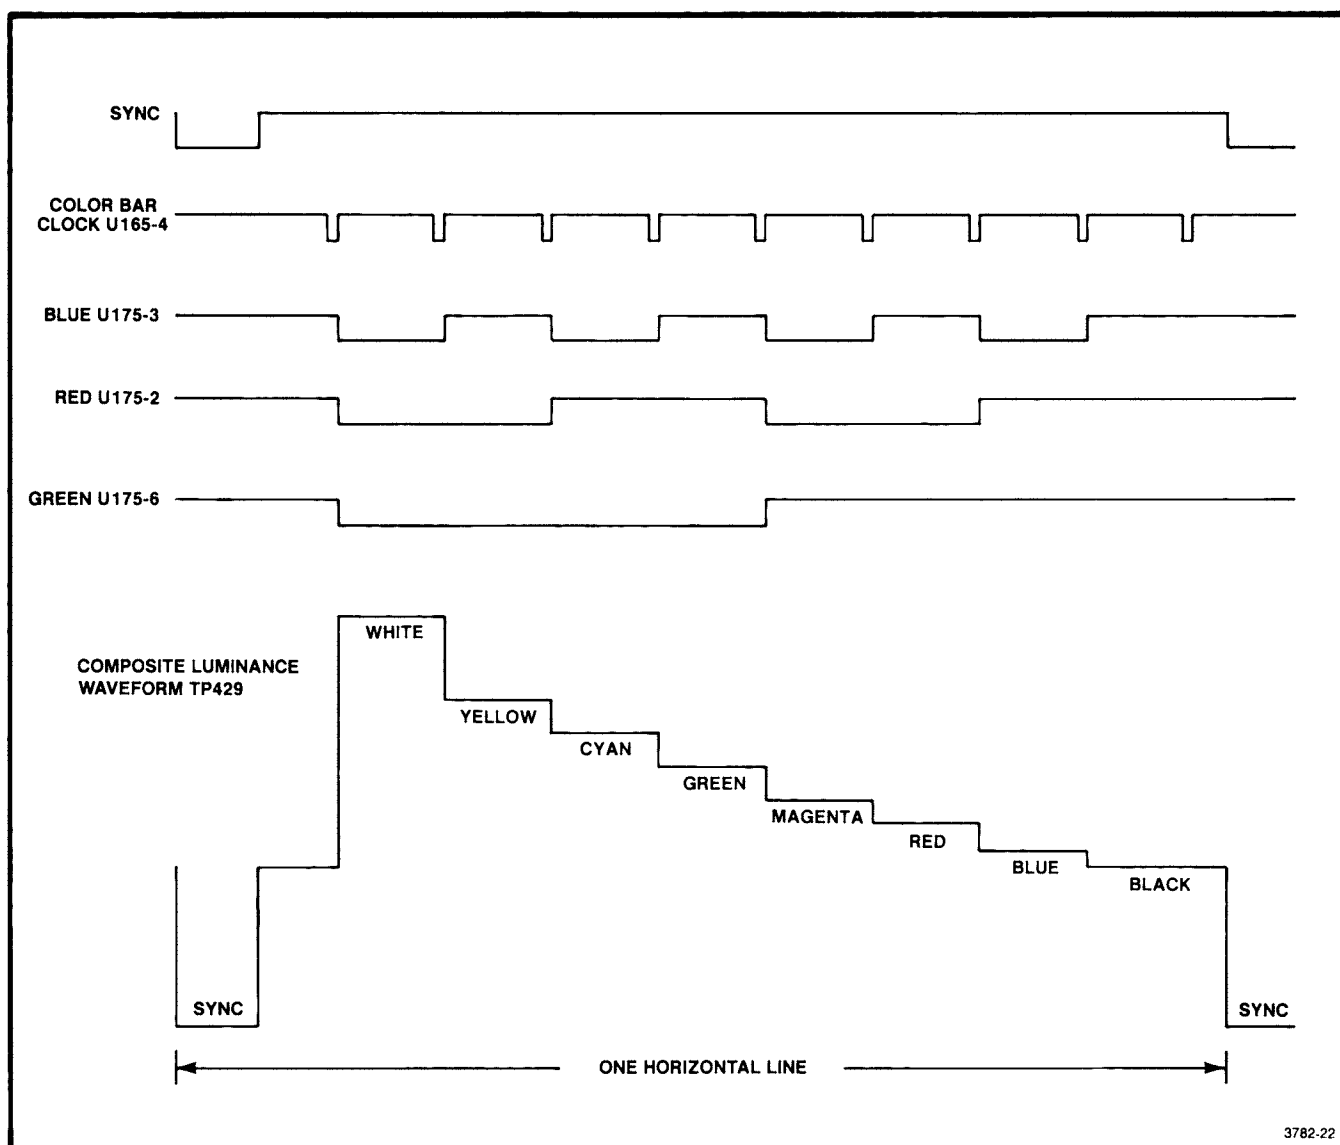 SYNC
COLOR BAR
CLOCK U165-4
BLUE U175-3
RED U175-2
GREEN U175-6
WHITE
COMPOSITE LUMINANCE
WAVEFORM TP429
YELLOW
CYAN
GREEN
MAGENTA
RED
BLUE
BLACK
SYNC
SYNC
ONE HORIZONTAL LINE
3782-22